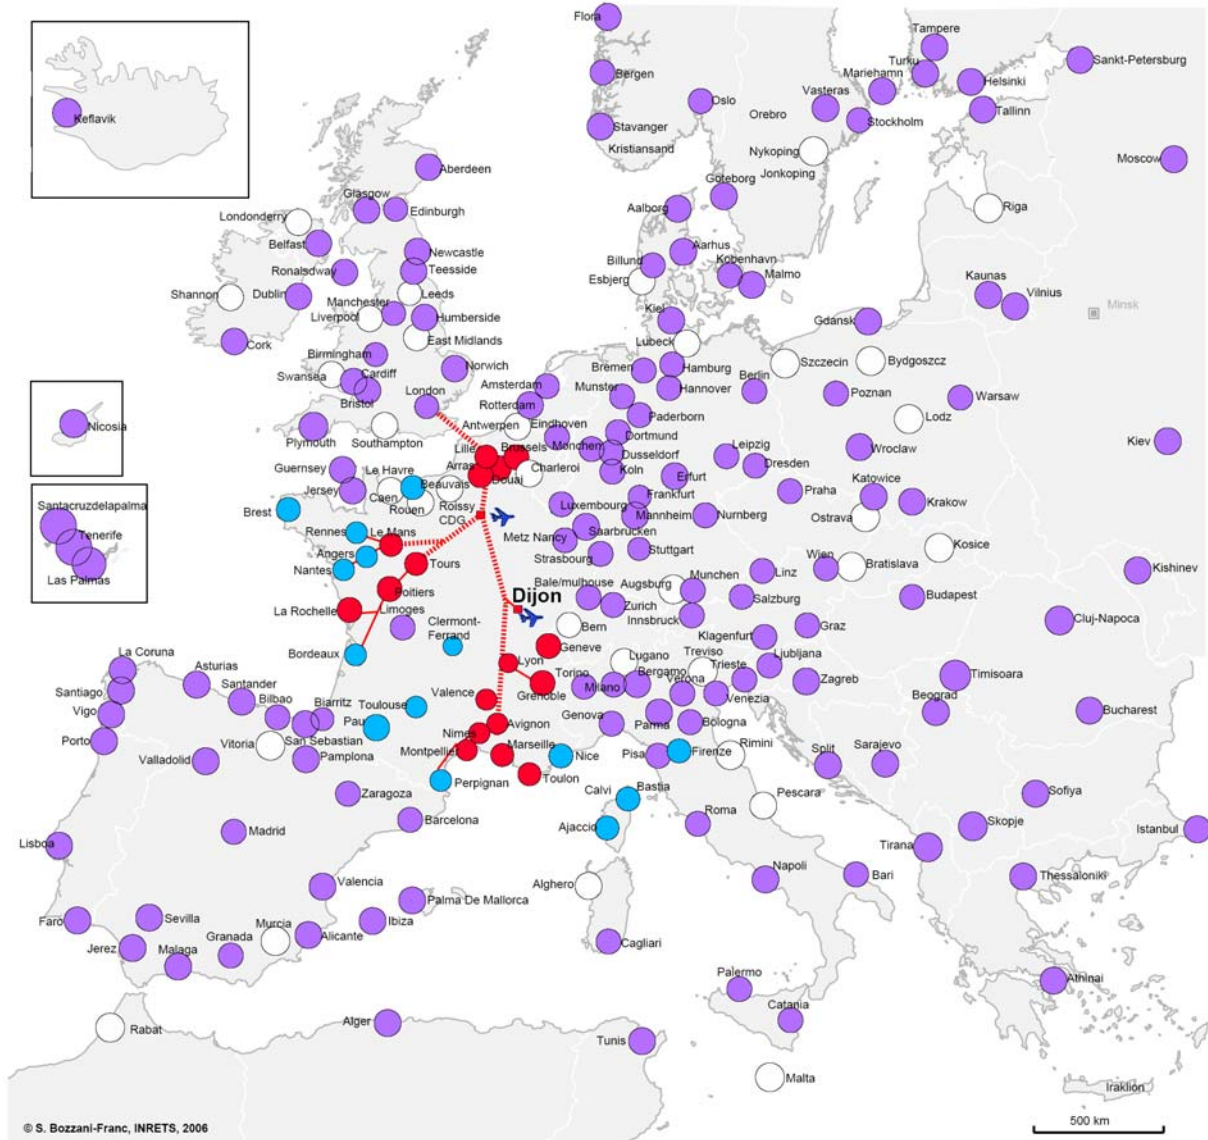 Flora
Tampere
Turku
Sankt-Petersburg
Bergen
Mariehamn
Helsinki
Vasteras
Oslo
Orebro
Tallinn
Keflavik
Stockholm
Stavanger
Kristiansand
Nykoping
Moscow
Jonkoping
Aberdeen
Goteborg
Glasgow
Edinburgh
Aalborg
Riga
Londonderry
Belfast
Newcastle
Aarhus
Ronalsdway
Teesside
Billund
Kobenhavn
Kaunas
Esbjerg
Malmo
Shannon
Dublin
Leeds
Vilnius
Manchester
Minsk
Liverpool
Humberside
Kiel
Gdansk
Cork
East Midlands
Lubeck
Birmingham
Szczecin
Bydgoszcz
Norwich
Bremen
Hamburg
Swansea
Cardiff
Amsterdam
Munster
Hannover
Berlin
Poznan
Warsaw
London
Bristol
Rotterdam
Paderborn
Lodz
Nicosia
Plymouth
Southampton
Antwerpen
Eindhoven
Dortmund
Kiev
Lille
Brussels
Monchen
Dusseldorf
Leipzig
Wroclaw
Guernsey
Le Havre
Arras
Douai
Charleroi
Koln
Erfurt
Dresden
Jersey
Caen
Beauvais
Frankfurt
Praha
Katowice
Krakow
Rouen
Roissy
CDG
Luxembourg
Mannheim
Nurnberg
Ostrava
Santacruzdelapalma
Brest
Rennes
Le Mans
Saarbrucken
Metz Nancy
Tenerife
Angers
Strasbourg
Stuttgart
Kosice
Las Palmas
Nantes
Tours
Wien
Bratislava
Kishinev
Bale/mulhouse
Augsburg
Munchen
Linz
Poitiers
Dijon
Zurich
Innsbruck
Salzburg
Budapest
La Rochelle
Limoges
Clermont-
Ferrand
Bern
Klagenfurt
Graz
Cluj-Napoca
Geneve
Treviso
Bordeaux
Lugano
Ljubljana
La Coruna
Lyon
Torino
Bergamo
Trieste
Asturias
Verona
Timisoara
Santiago
Santander
Valence
Grenoble
Milano
Zagreb
Bilbao
Biarritz
Toulouse
Venezia
Beograd
Vigo
Pau
Avignon
Genova
Parma
Bologna
Bucharest
Porto
Vitoria
San Sebastian
Nimes
Marseille
Montpellier
Nice
Pisa
Firenze
Rimini
Split
Sarajevo
Valladolid
Pamplona
Toulon
Perpignan
Zaragoza
Calvi
Bastia
Pescara
Sofiya
Barcelona
Roma
Madrid
Ajaccio
Skopje
Istanbul
Lisboa
Tirana
Napoli
Bari
Thessaloniki
Valencia
Alghero
Palma De Mallorca
Faro
Sevilla
Murcia
Ibiza
Granada
Alicante
Jerez
Cagliari
Malaga
Palermo
Athinai
Catania
Rabat
Alger
Tunis
Malta
Iraklion
500 km
© S. Bozzani-Franc, INRETS, 2006